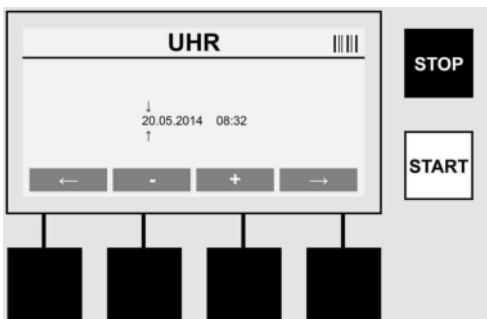 UHR
STOP
↓
20.05.2014 08:32
↑
← - + →
START